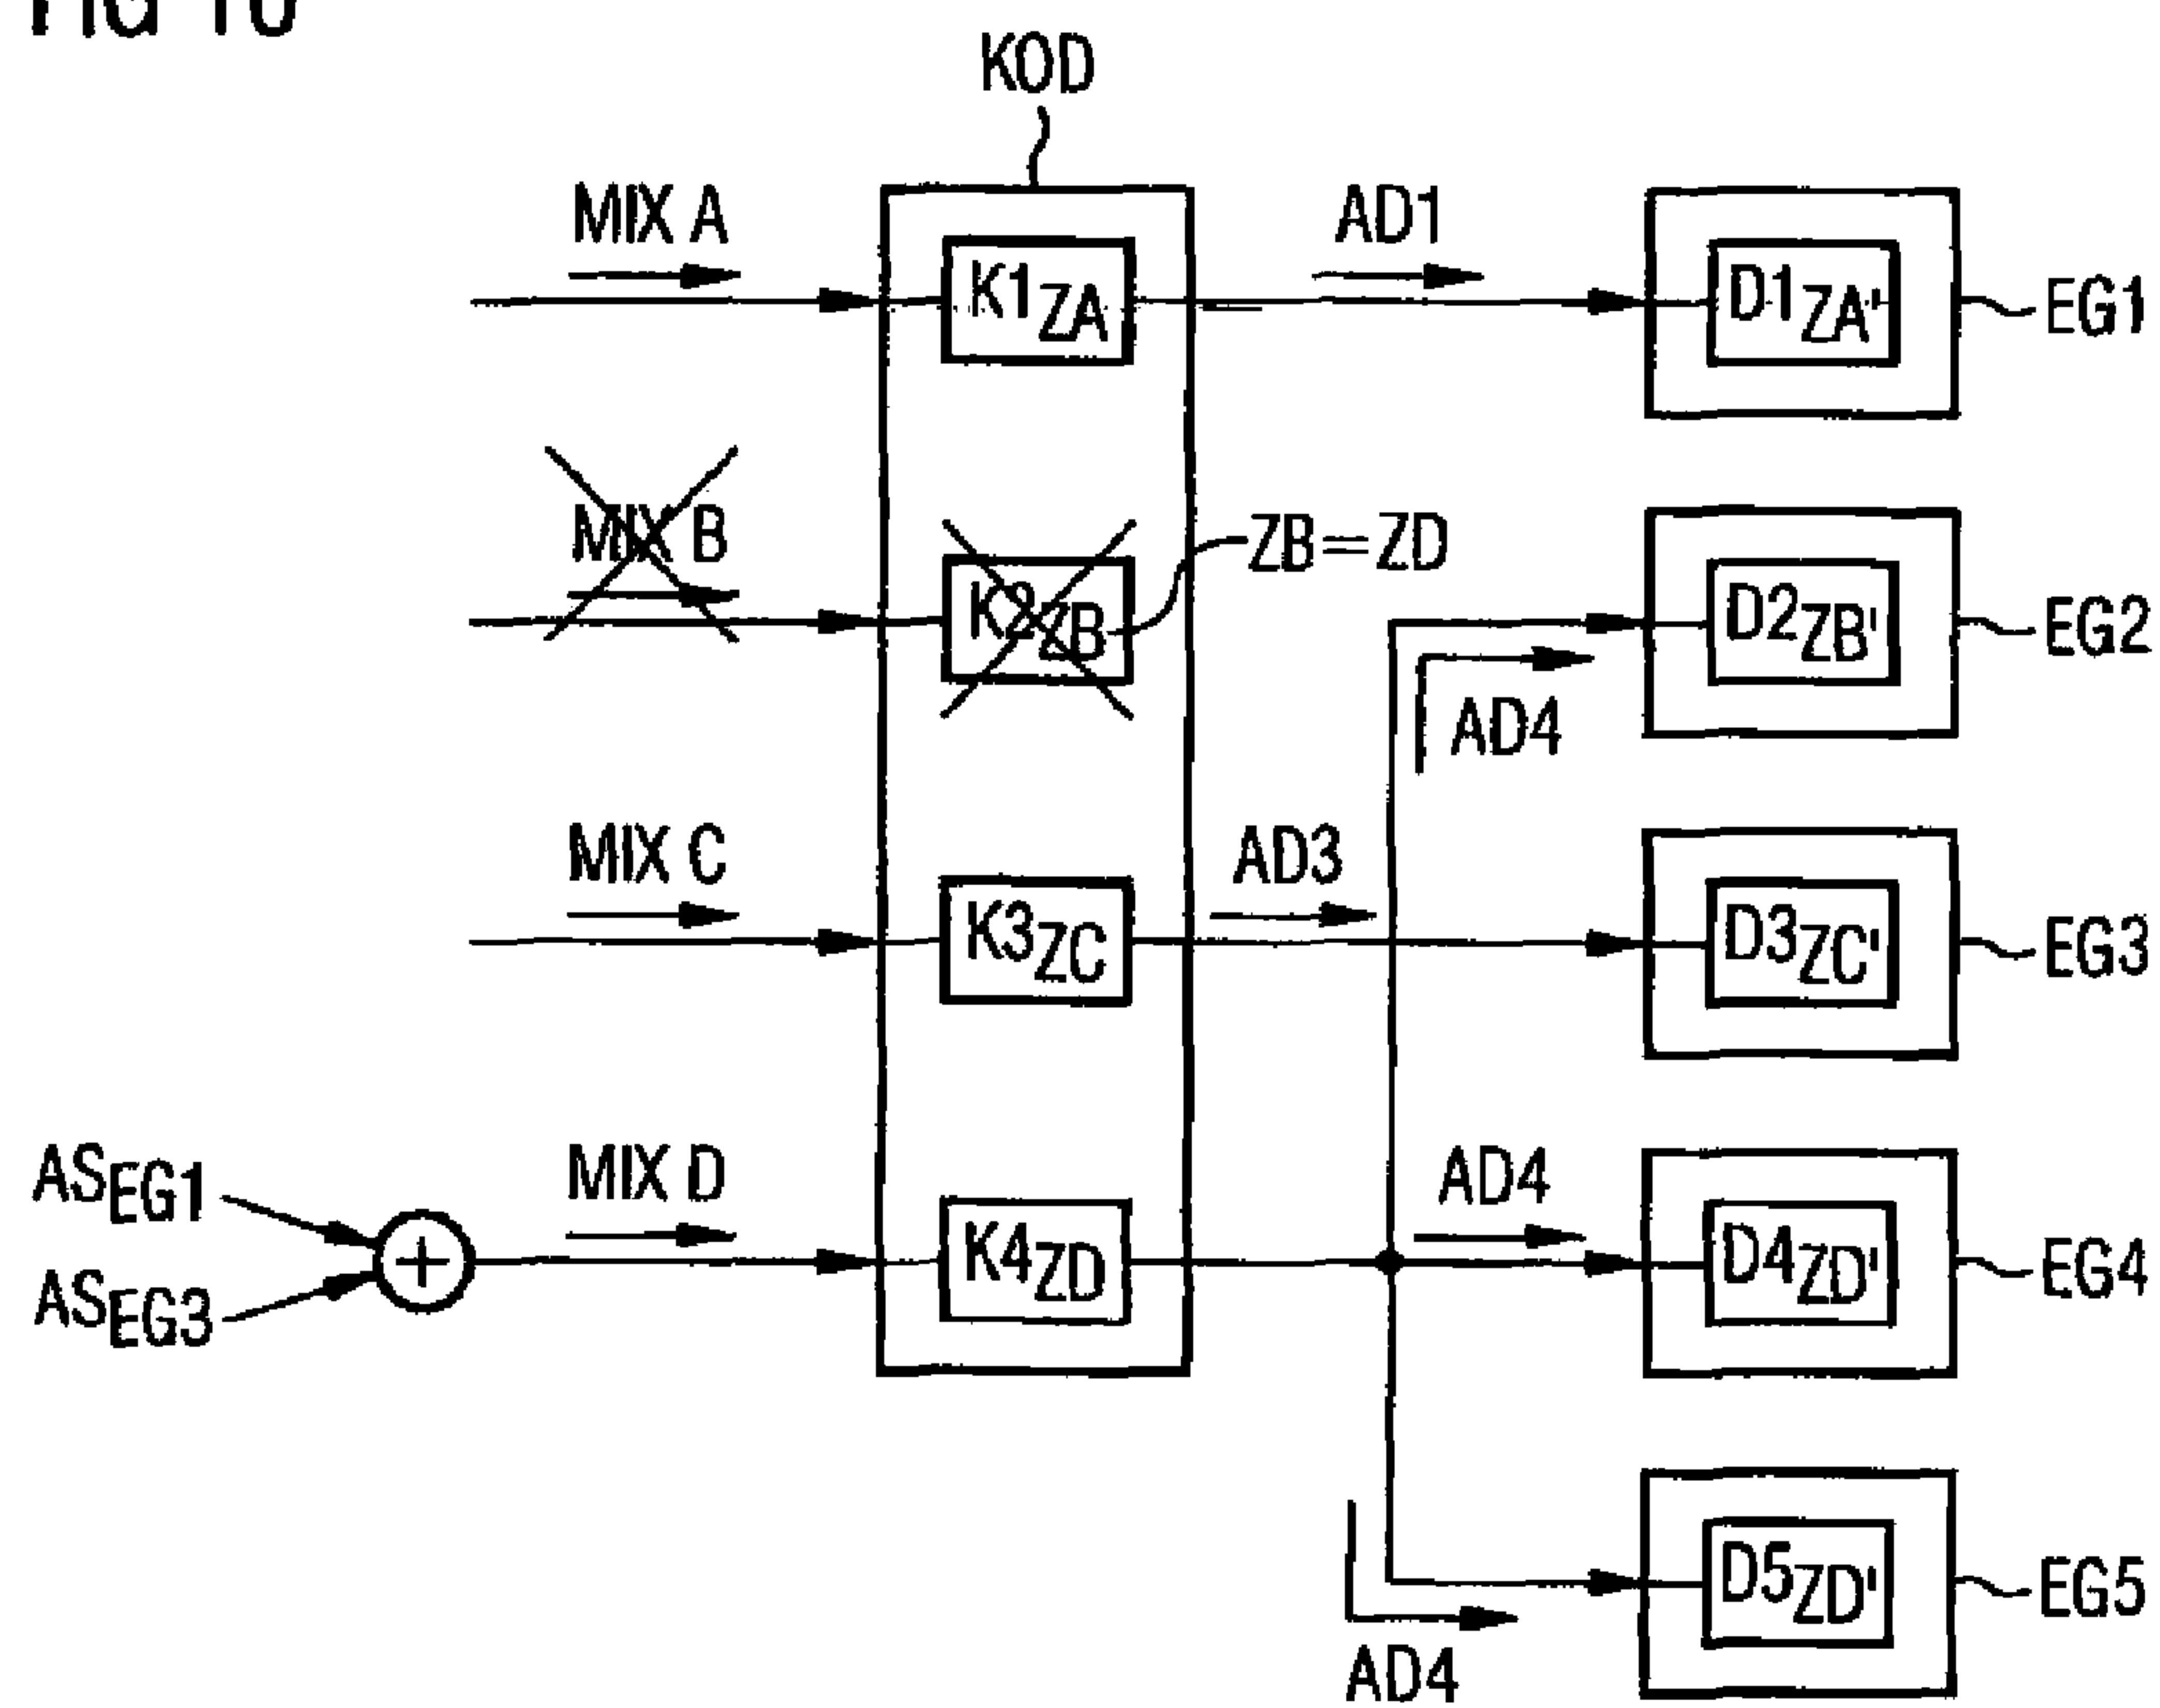 FIG 10
KOD
MIX A
AD1
K1ZA
D1ZA'
EG1
MIX B
K2ZB
ZB=ZD
D2ZB'
EG2
AD4
MIX C
AD3
K3ZC
D3ZC'
EG3
ASEG1
ASEG3
MIX D
K4ZD
AD4
D4ZD'
EG4
D5ZD'
EG5
AD4